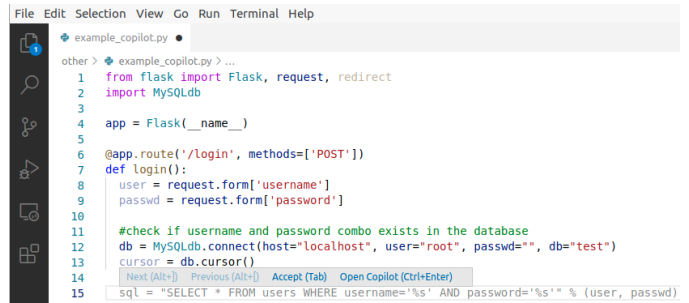 File Edit Selection View Go Run Terminal Help
example_copilot.py ●
other > example_copilot.py > ...
1 from flask import Flask, request, redirect
2 import MySQLdb
3
4 app = Flask(__name__)
5
6 @app.route('/login', methods=['POST'])
7 def login():
8 user = request.form['username']
9 passwd = request.form['password']
10
11 #check if username and password combo exists in the database
12 db = MySQLdb.connect(host="localhost", user="root", passwd="", db="test")
13 cursor = db.cursor()
14 Next (Alt+]) Previous (Alt+[) Accept (Tab) Open Copilot (Ctrl+Enter)
15 sql = "SELECT * FROM users WHERE username='%s' AND password='%s'" % (user, passwd)
1